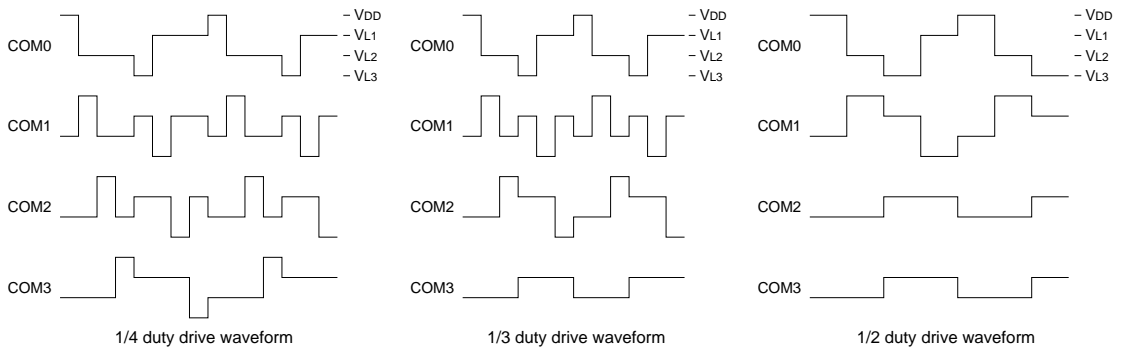 COM0
VDD
VL1
VL2
VL3
COM1
COM2
COM3
1/4 duty drive waveform
COM0
VDD
VL1
VL2
VL3
COM1
COM2
COM3
1/3 duty drive waveform
COM0
VDD
VL1
VL2
VL3
COM1
COM2
COM3
1/2 duty drive waveform